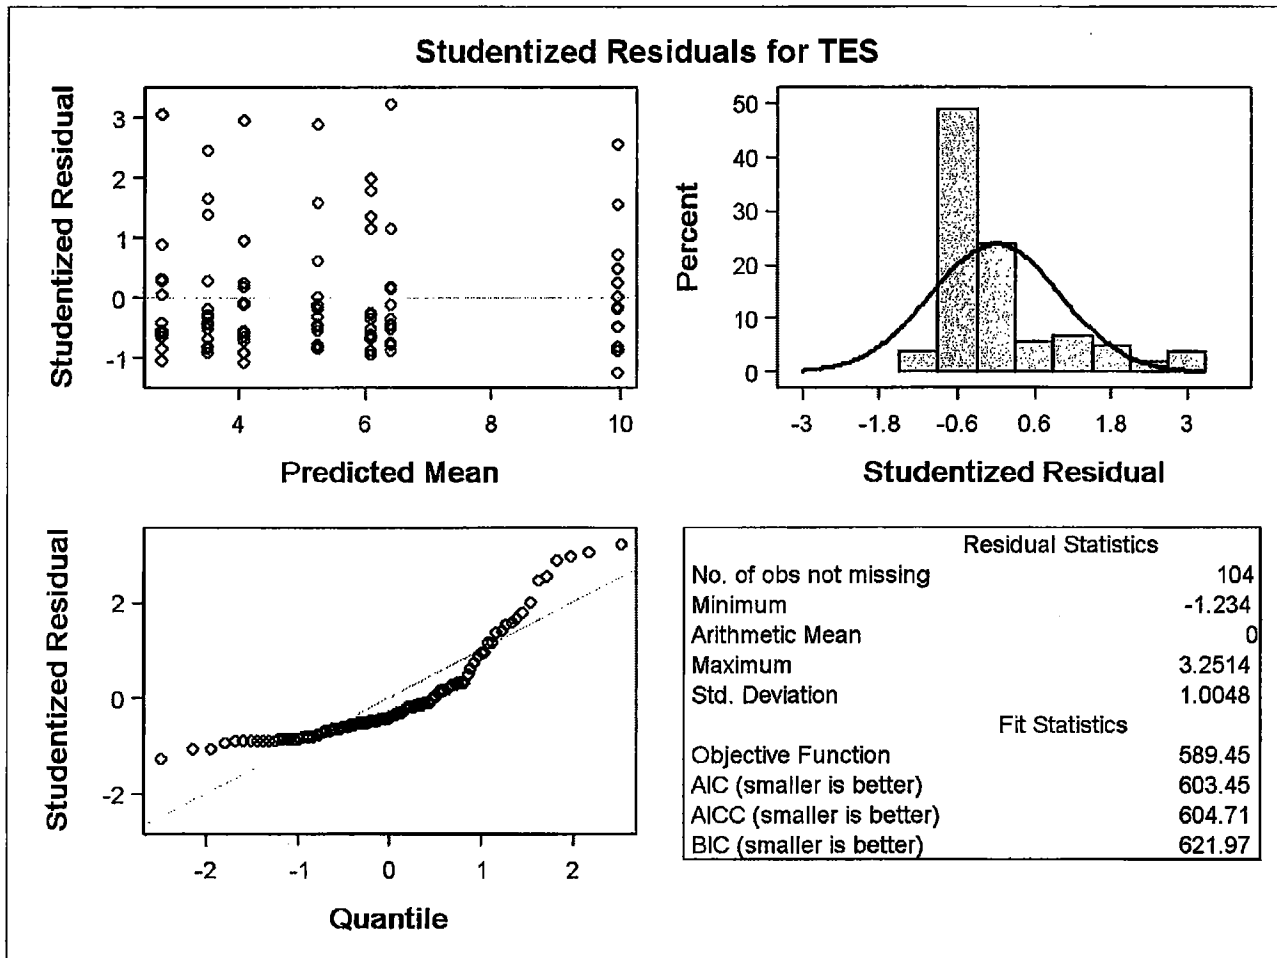 Studentized Residuals for TES
Studentized Residual
3
2
1
0
-1
4
6
8
10
Predicted Mean
Percent
50
40
30
20
10
0
-3
-1.8
-0.6
0.6
1.8
3
Studentized Residual
Studentized Residual
2
0
-2
-2
-1
0
1
2
Quantile
Residual Statistics
No. of obs not missing 104
Minimum -1.234
Arithmetic Mean 0
Maximum 3.2514
Std. Deviation 1.0048
Fit Statistics
Objective Function 589.45
AIC (smaller is better) 603.45
AICC (smaller is better) 604.71
BIC (smaller is better) 621.97